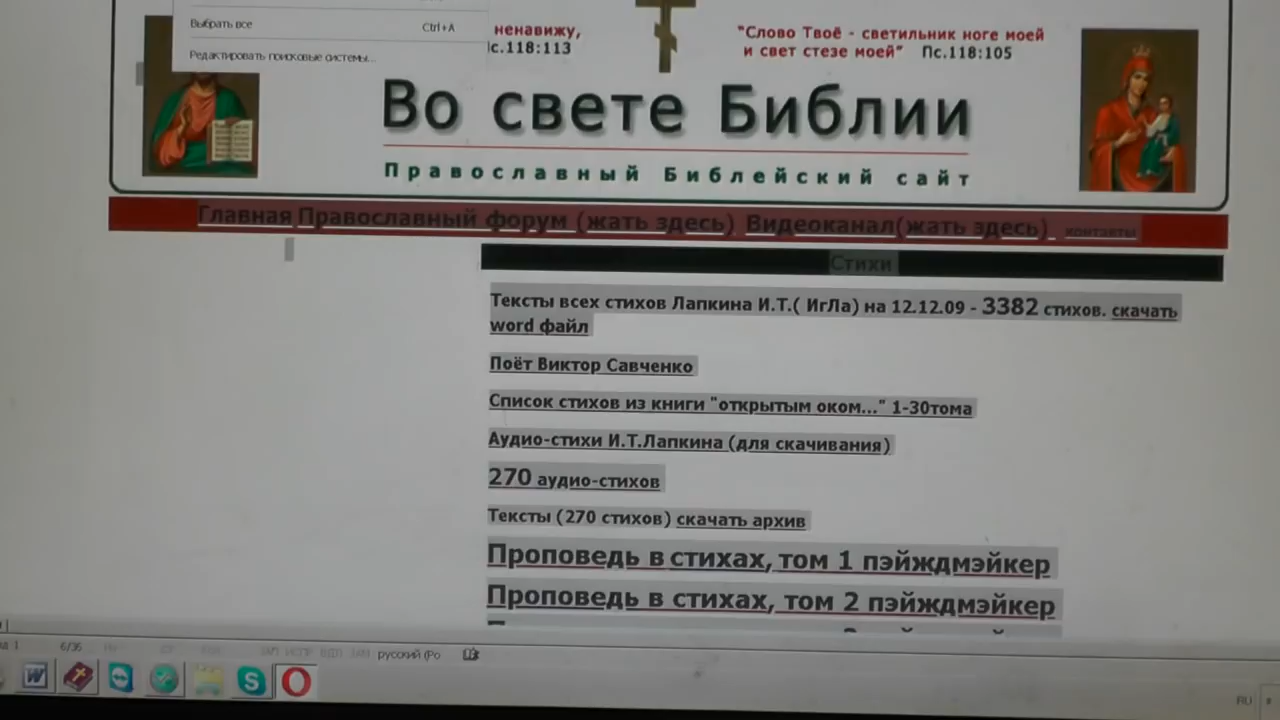 Выбрать все Ctrl+A
Редактировать поисковые системы...
ненавижу,
с.118:113
"Слово Твоё - светильник ноге моей
и свет стезе моей" Пс.118:105
Во свете Библии
Православный Библейский сайт
Главная Православный форум (жать здесь) Видеоканал(жать здесь) контакты
Стихи
Тексты всех стихов Лапкина И.Т.( ИгЛа) на 12.12.09 - 3382 стихов. скачать
word файл
Поэт Виктор Савченко
Список стихов из книги "открытым оком..." 1-30тома
Аудио-стихи И.Т.Лапкина (для скачивания)
270 аудио-стихов
Тексты (270 стихов) скачать архив
Проповедь в стихах, том 1 пэйждмэйкер
Проповедь в стихах, том 2 пэйждмэйкер
6/36 русский (Ро
RU